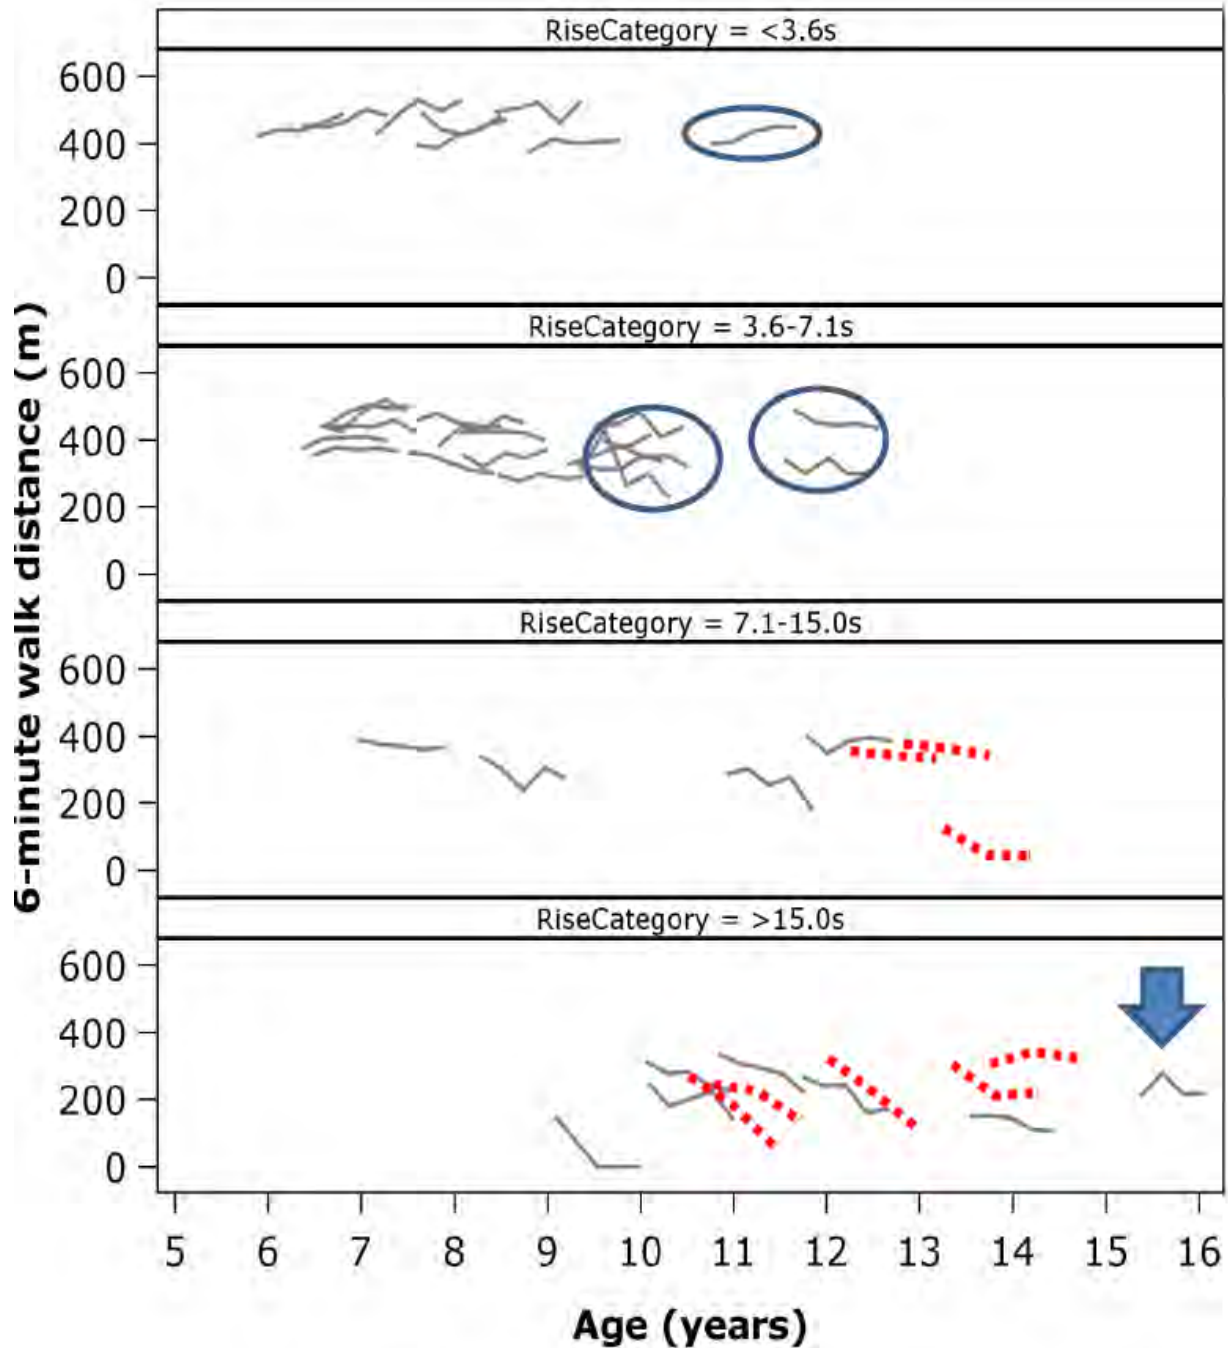 RiseCategory = <3.6s
600
400
200
0
RiseCategory = 3.6-7.1s
600
400
200
0
RiseCategory = 7.1-15.0s
600
400
200
0
RiseCategory = >15.0s
600
400
200
0
6-minute walk distance (m)
5 6 7 8 9 10 11 12 13 14 15 16
Age (years)